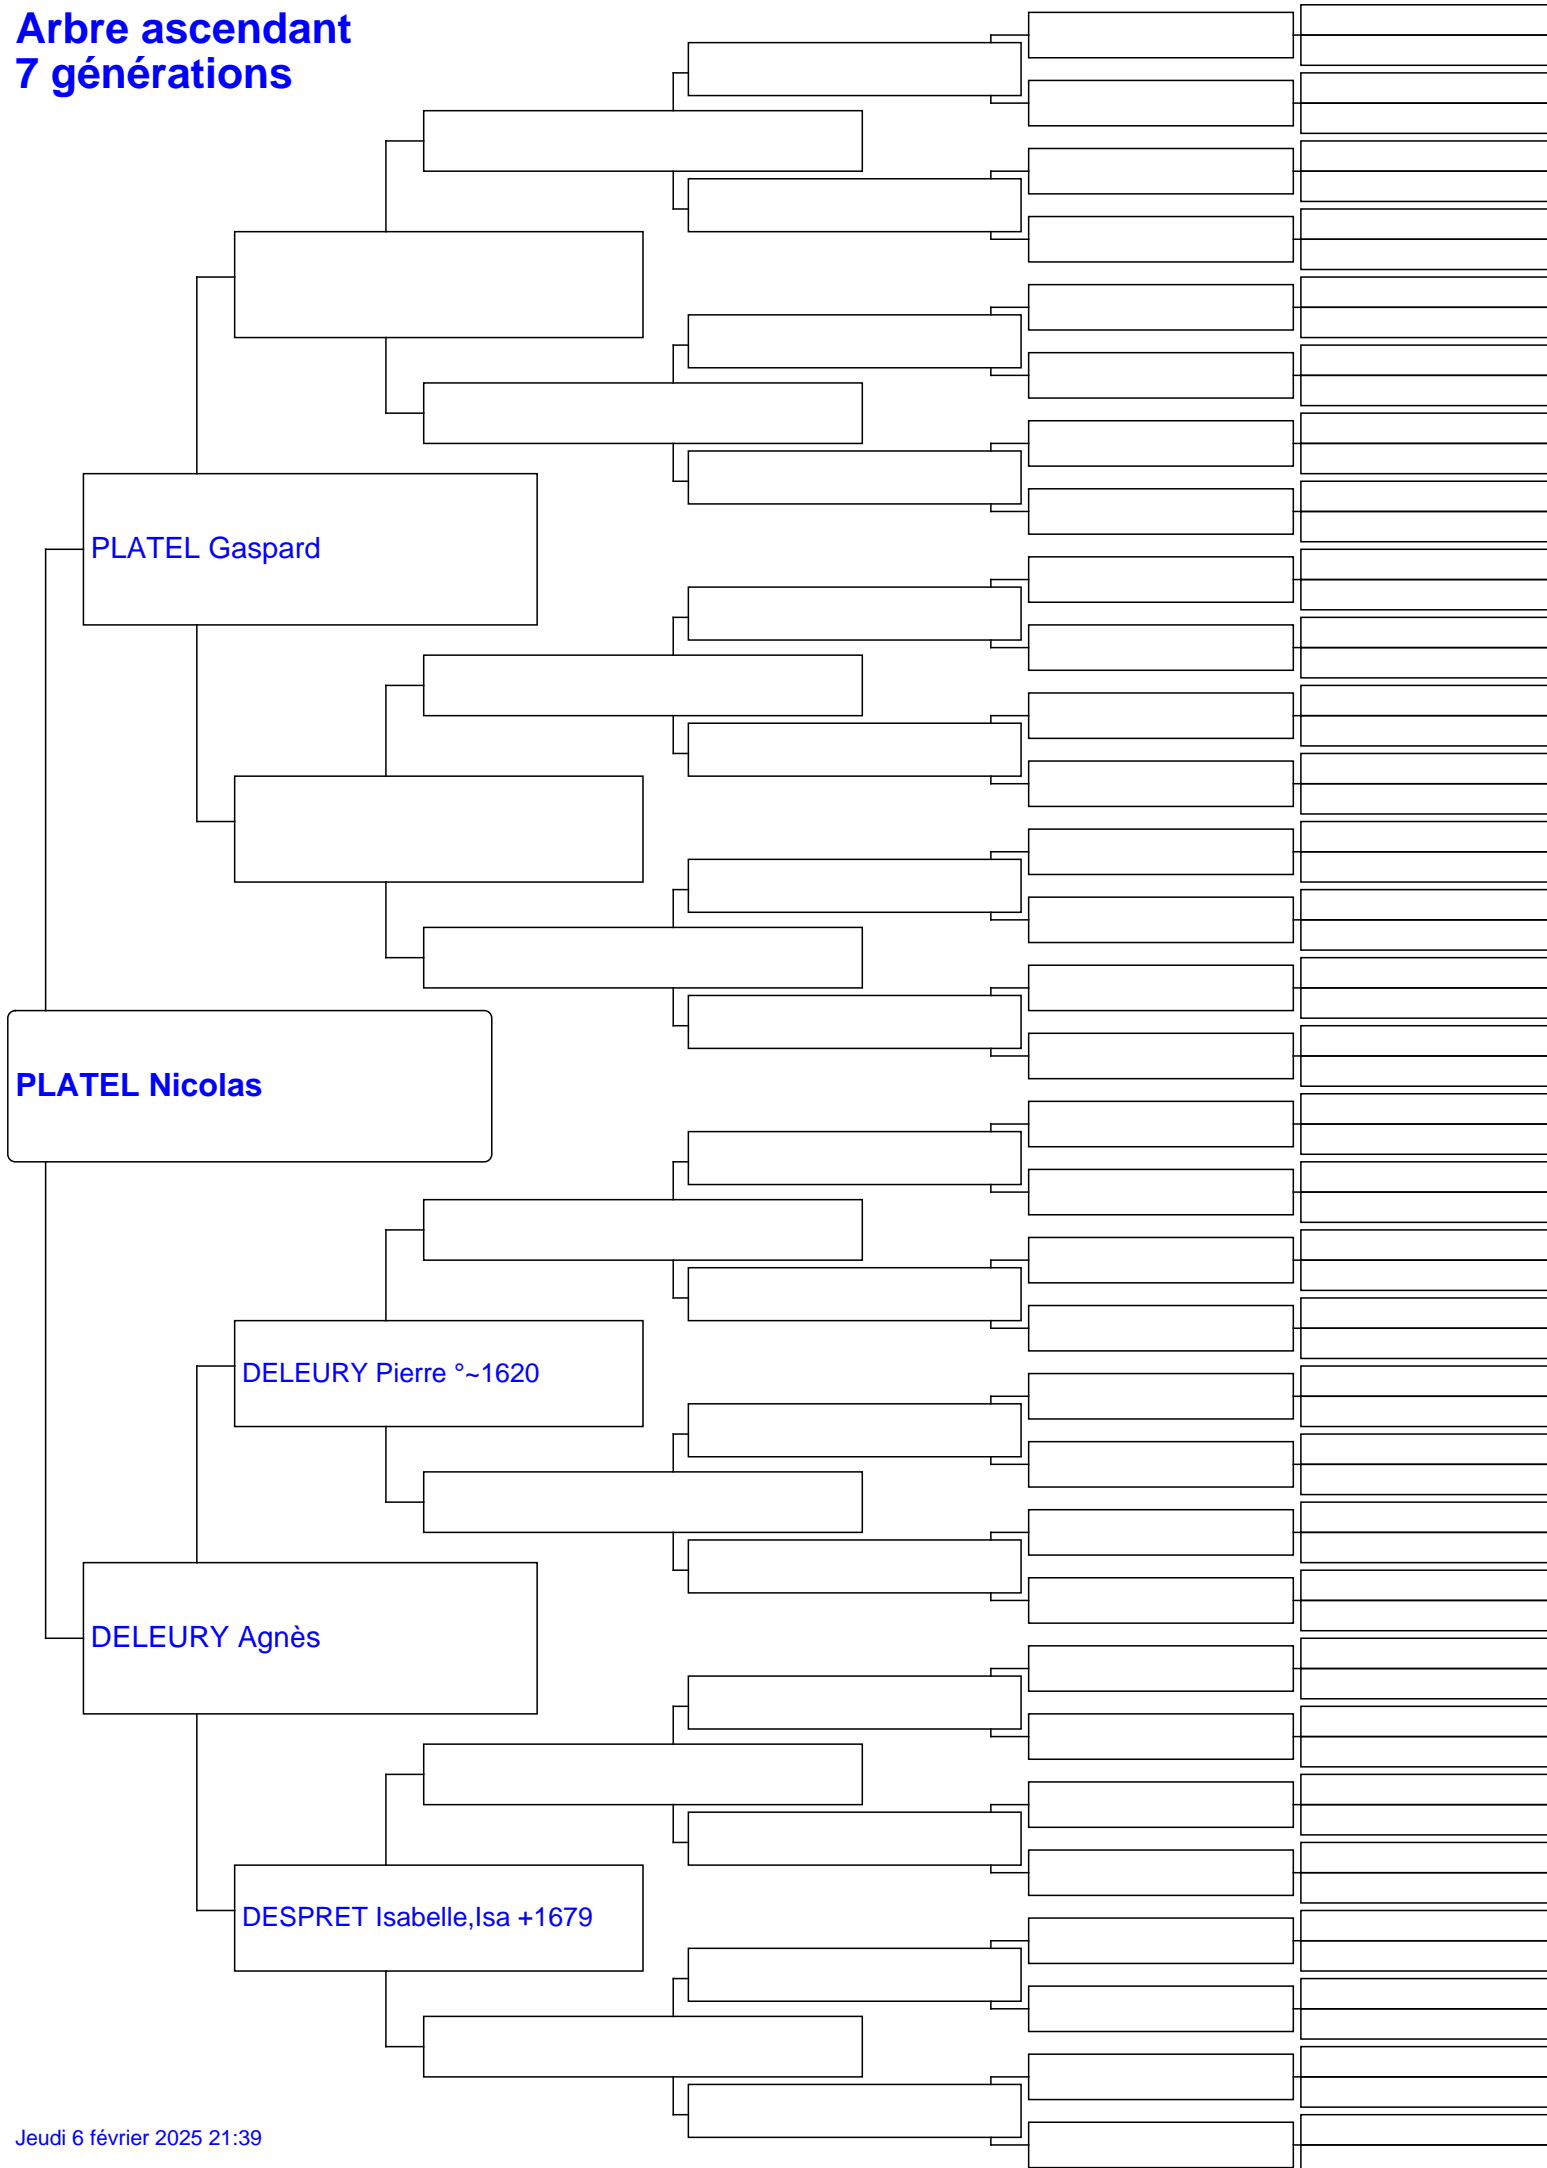 Arbre ascendant
7 générations
PLATEL Gaspard
PLATEL Nicolas
DELEURY Pierre °~1620
DELEURY Agnès
DESPRET Isabelle,Isa +1679
Jeudi 6 février 2025 21:39